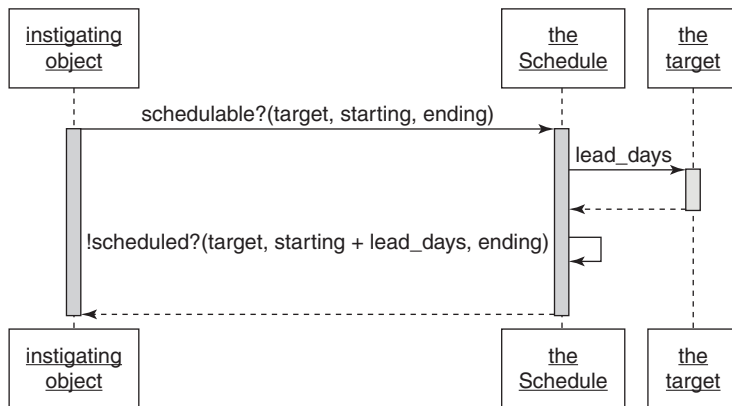 instigating
object
the
Schedule
the
target
schedulable?(target, starting, ending)
lead_days
!scheduled?(target, starting + lead_days, ending)
instigating
object
the
Schedule
the
target